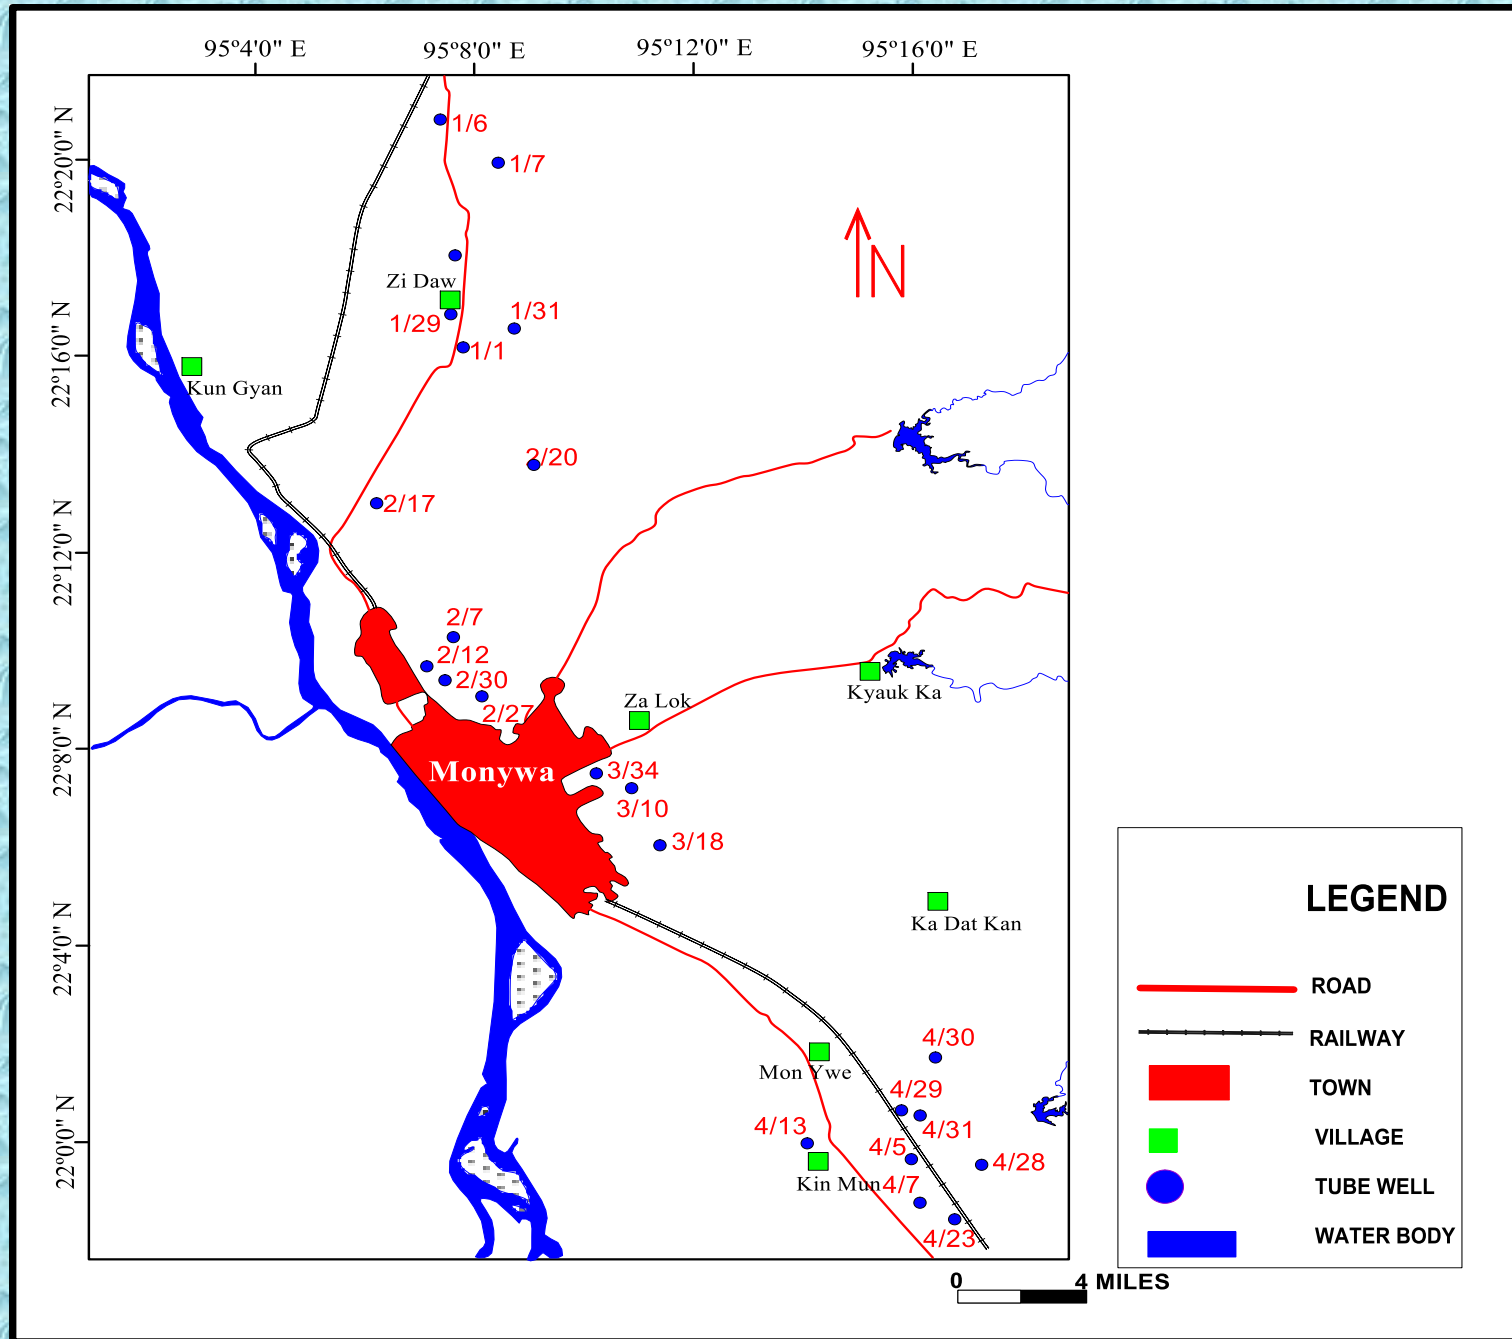 95º4'0" E
95º8'0" E
95º12'0" E
95º16'0" E
22º20'0" N
22º16'0" N
22º12'0" N
22º8'0" N
22º4'0" N
22º0'0" N
1/6
1/7
N
Zi Daw
1/29
1/31
1/1
Kun Gyan
2/20
2/17
2/7
2/12
2/30
2/27
Za Lok
Kyauk Ka
Monywa
3/34
3/10
3/18
Ka Dat Kan
4/30
Mon Ywe
4/29
4/31
4/13
4/5
4/28
Kin Mun
4/7
4/23
LEGEND
ROAD
RAILWAY
TOWN
VILLAGE
TUBE WELL
WATER BODY
0 4 MILES